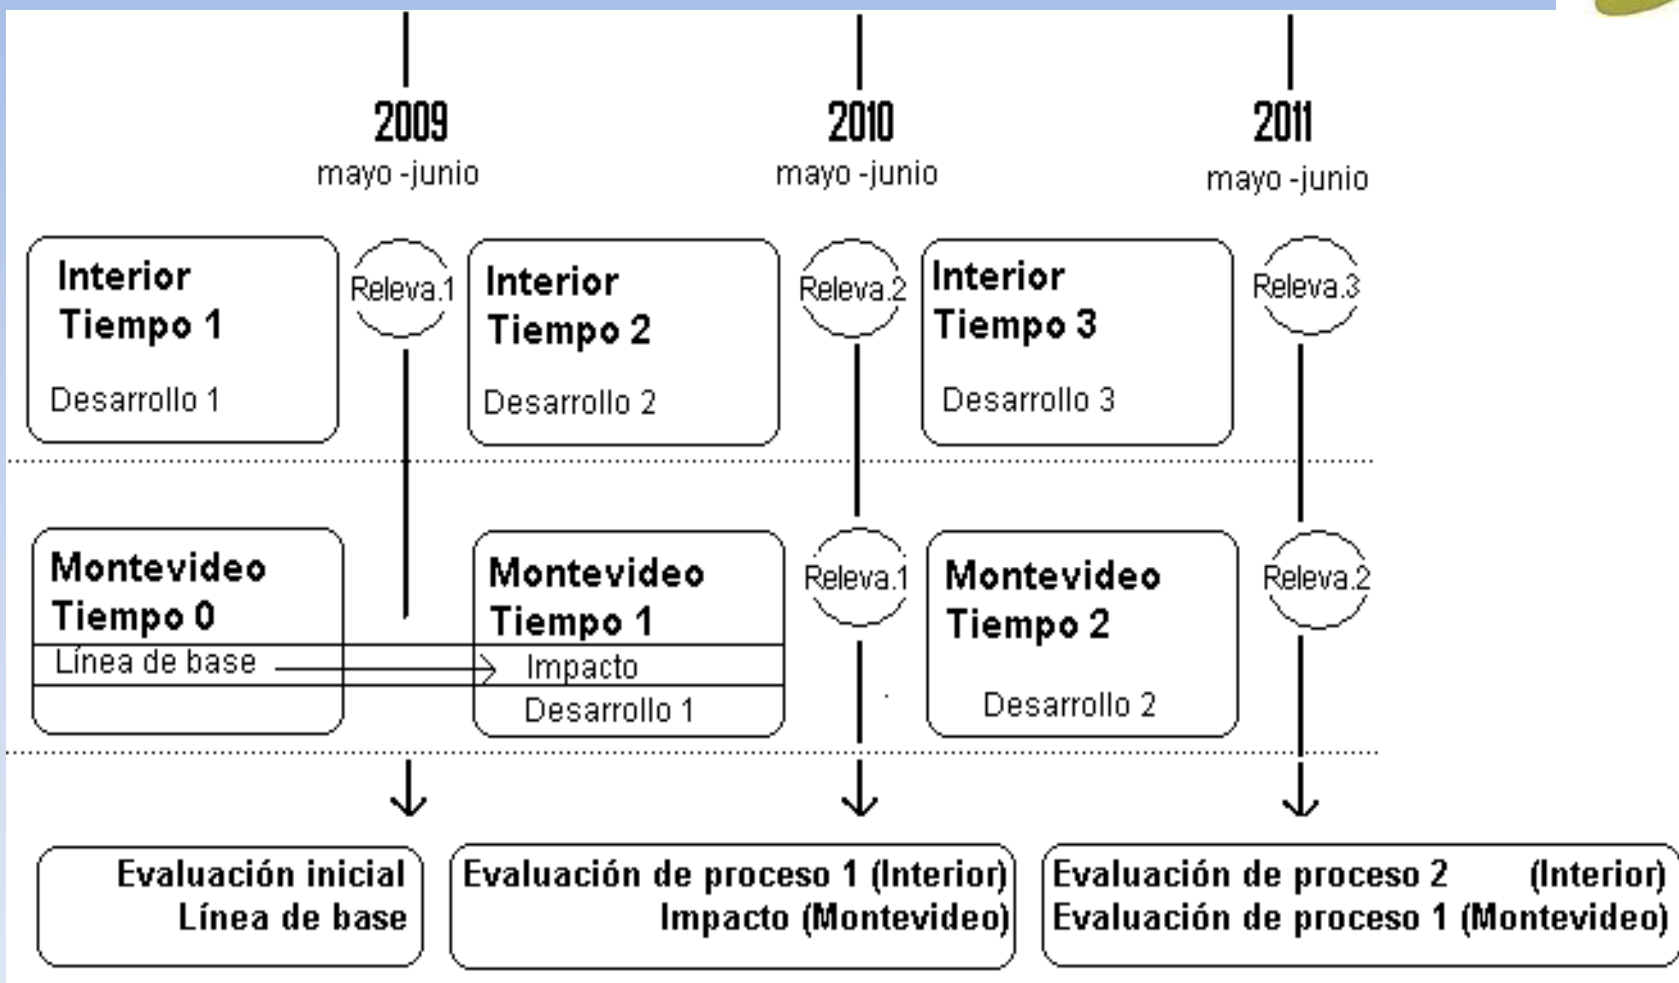 2009
mayo -junio
2010
mayo -junio
2011
mayo -junio
Interior
Tiempo 1
Desarrollo 1
Releva.1
Interior
Tiempo 2
Desarrollo 2
Releva.2
Interior
Tiempo 3
Desarrollo 3
Releva.3
Montevideo
Tiempo 0
Línea de base
Montevideo
Tiempo 1
Impacto
Desarrollo 1
Releva.1
Montevideo
Tiempo 2
Desarrollo 2
Releva.2
Evaluación inicial
Línea de base
Evaluación de proceso 1 (Interior)
Impacto (Montevideo)
Evaluación de proceso 2 (Interior)
Evaluación de proceso 1 (Montevideo)